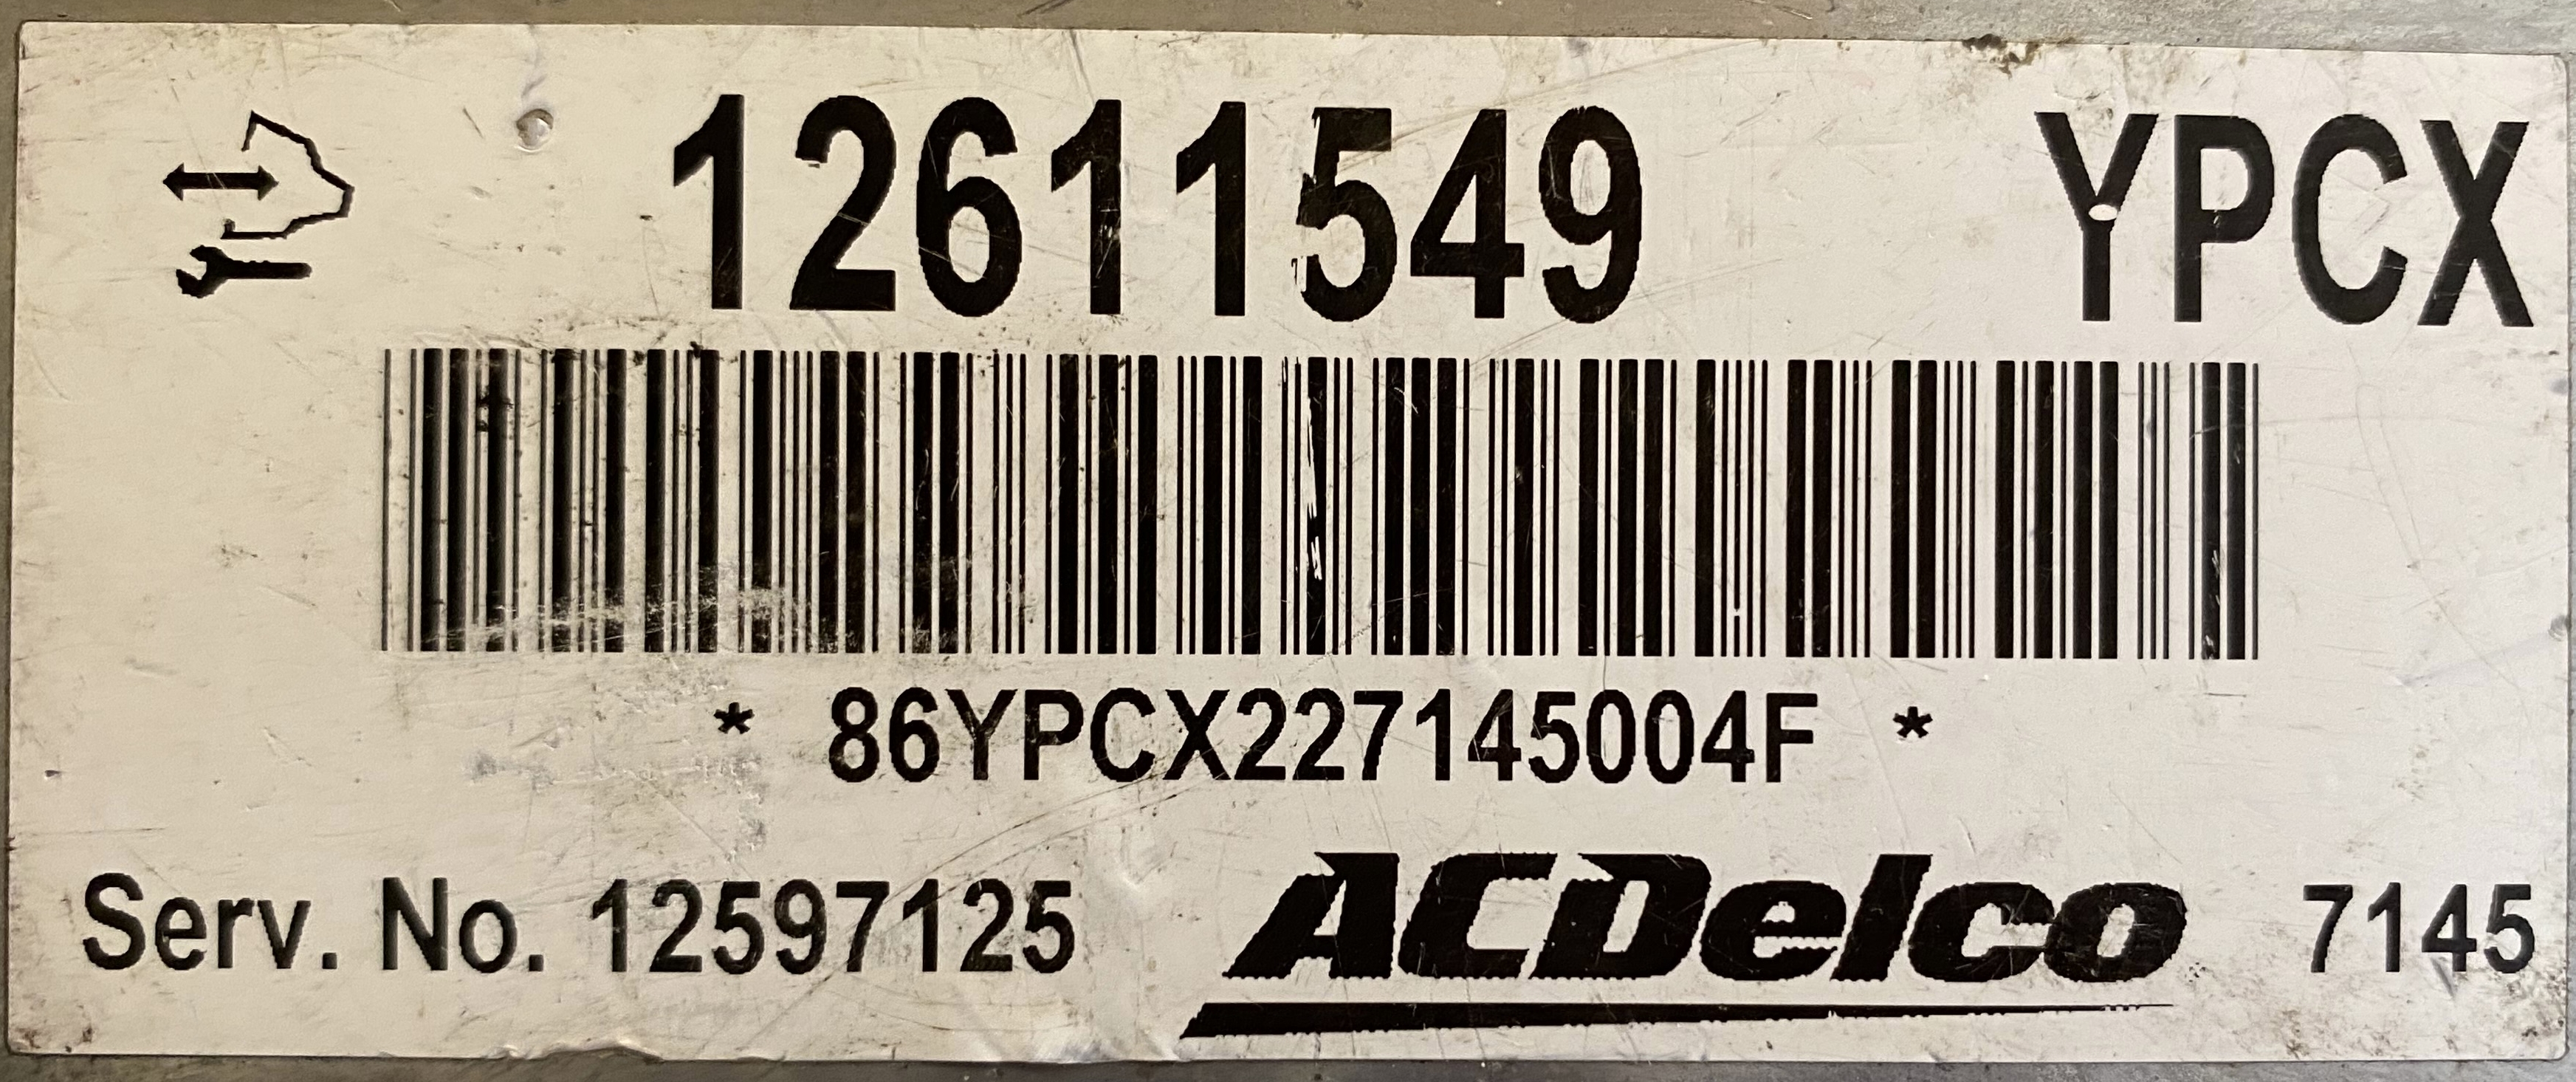 12611549 YPCX
* 86YPCX227145004F *
Serv. No. 12597125 ACDelco 7145